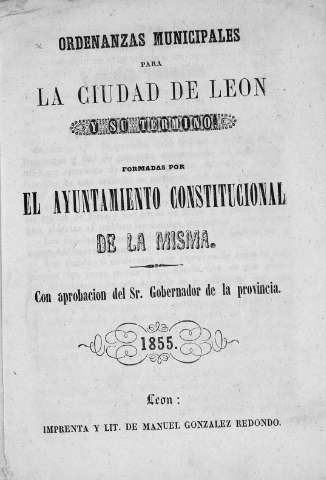 ORDENANZAS MUNICIPALES
PARA
LA CIUDAD DE LEON
Y SU TERMINO.
FORMADAS POR
EL AYUNTAMIENTO CONSTITUCIONAL
DE LA MISMA.
Con aprobacion del Sr. Gobernador de la provincia.
1855.
Leon:
IMPRENTA Y LIT. DE MANUEL GONZALEZ REDONDO.